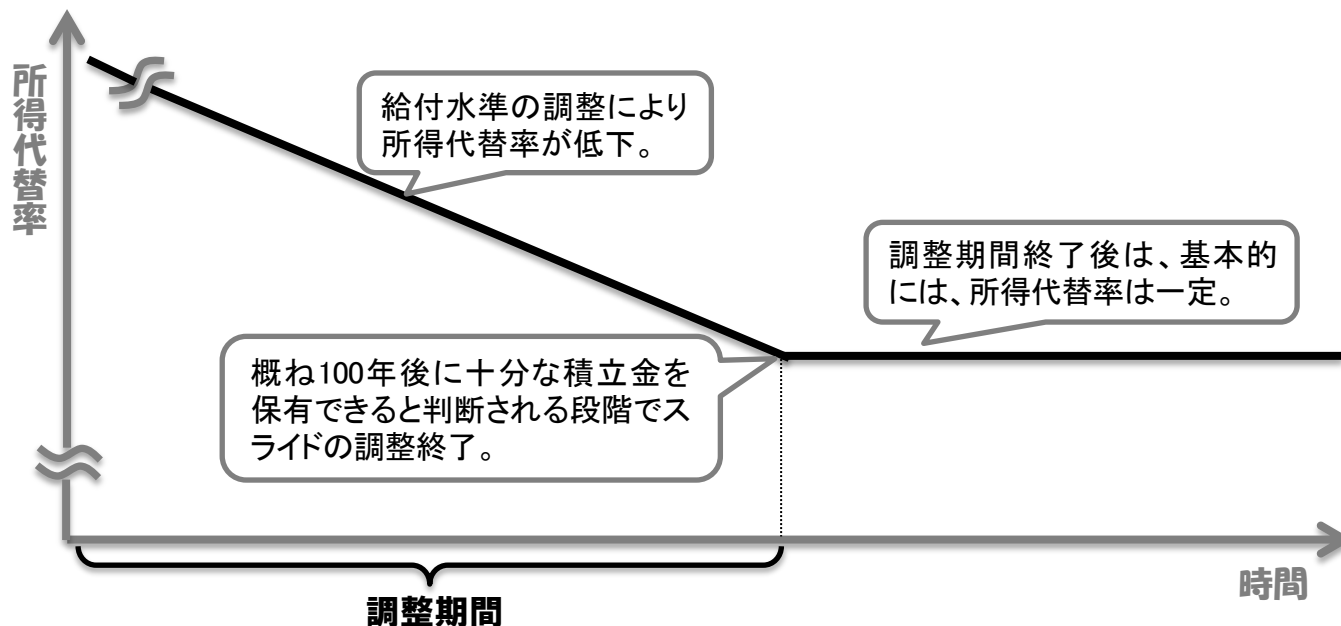 所得代替率
給付水準の調整により
所得代替率が低下。
調整期間終了後は、基本的
には、所得代替率は一定。
概ね100年後に十分な積立金を
保有できると判断される段階でス
ライドの調整終了。
時間
調整期間